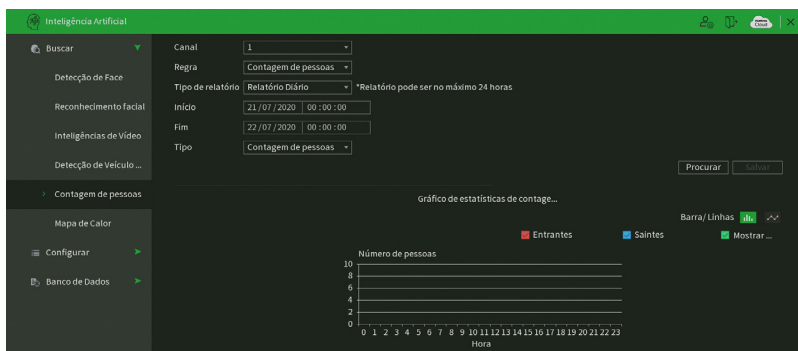 Inteligência Artificial
Cloud
Buscar
Detecção de Face
Reconhecimento facial
Inteligências de Vídeo
Detecção de Veículo ...
Contagem de pessoas
Mapa de Calor
Configurar
Banco de Dados
Canal 1
Regra Contagem de pessoas
Tipo de relatório Relatório Diário *Relatório pode ser no máximo 24 horas
Início 21/07/2020 00:00:00
Fim 22/07/2020 00:00:00
Tipo Contagem de pessoas
Procurar Salvar
Gráfico de estatísticas de contage...
Barra/Linhas
Entrantes Saintes Mostrar ...
Número de pessoas
10
8
6
4
2
0
0 1 2 3 4 5 6 7 8 9 10 11 12 13 14 15 16 17 18 19 20 21 22 23
Hora